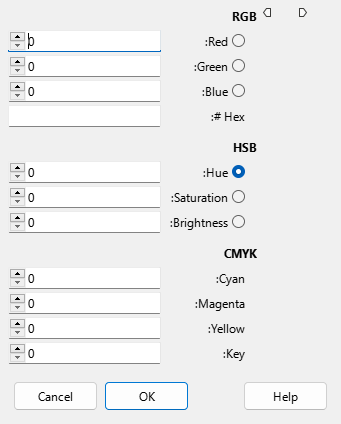 RGB
:Red 0
:Green 0
:Blue 0
:# Hex
HSB
:Hue 0
:Saturation 0
:Brightness 0
CMYK
:Cyan 0
:Magenta 0
:Yellow 0
:Key 0
Cancel OK Help